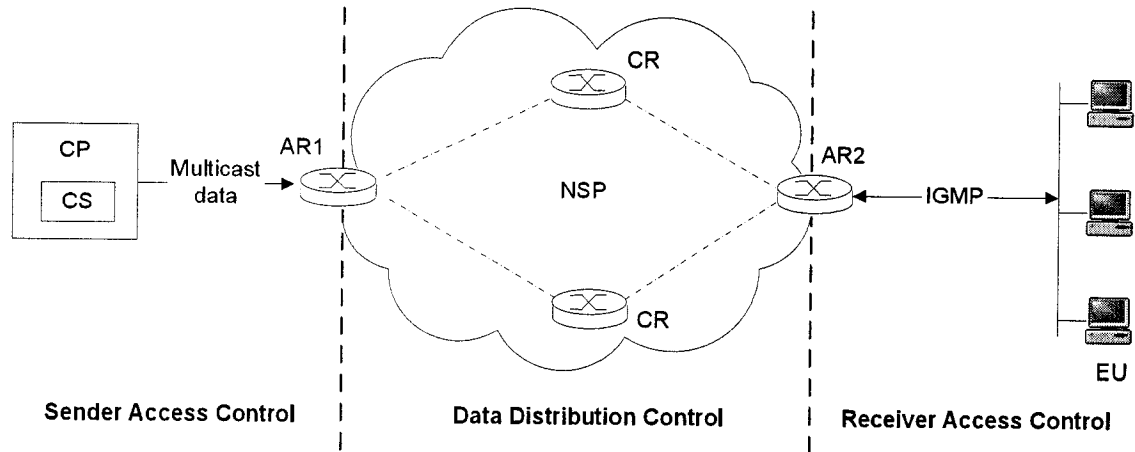 CR
CP
CS
Multicast
data
AR1
NSP
AR2
IGMP
CR
EU
Sender Access Control
Data Distribution Control
Receiver Access Control